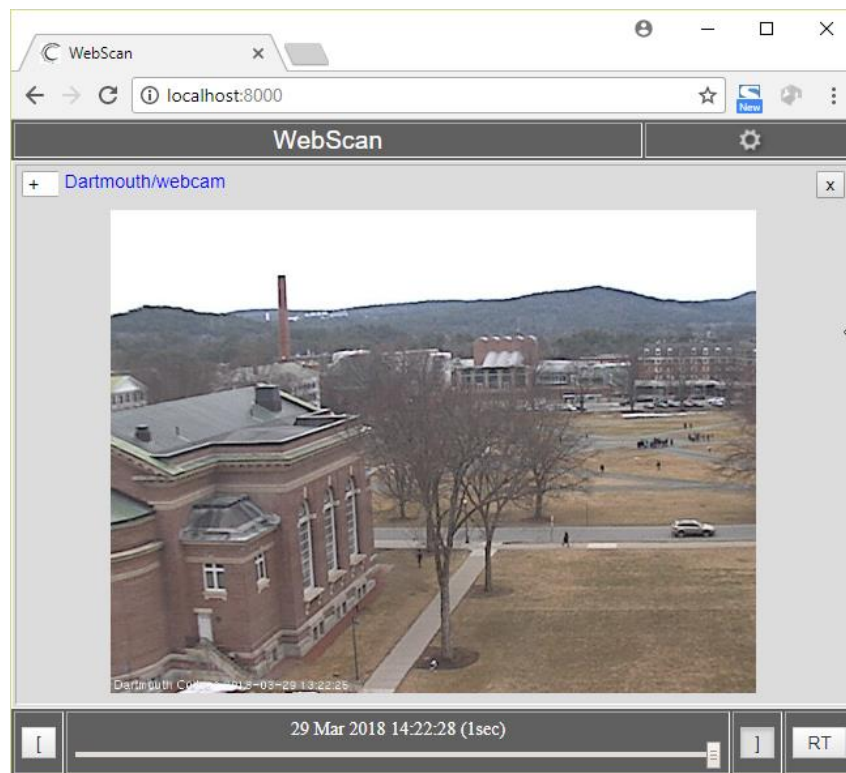 WebScan
localhost:8000
New
WebScan
+ Dartmouth/webcam x
2018-03-29 13:22:25
29 Mar 2018 14:22:28 (1sec)
[ ] RT